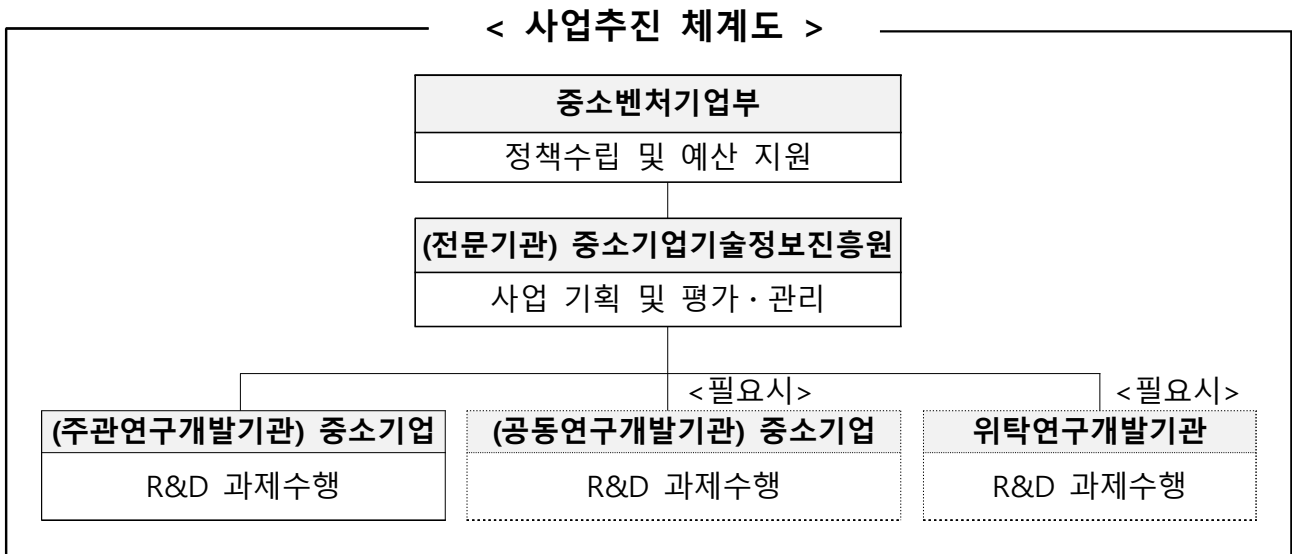 < 사업추진 체계도 >
중소벤처기업부
정책수립 및 예산 지원
(전문기관) 중소기업기술정보진흥원
사업 기획 및 평가・관리
<필요시>
<필요시>
(주관연구개발기관) 중소기업
(공동연구개발기관) 중소기업
위탁연구개발기관
R&D 과제수행
R&D 과제수행
R&D 과제수행